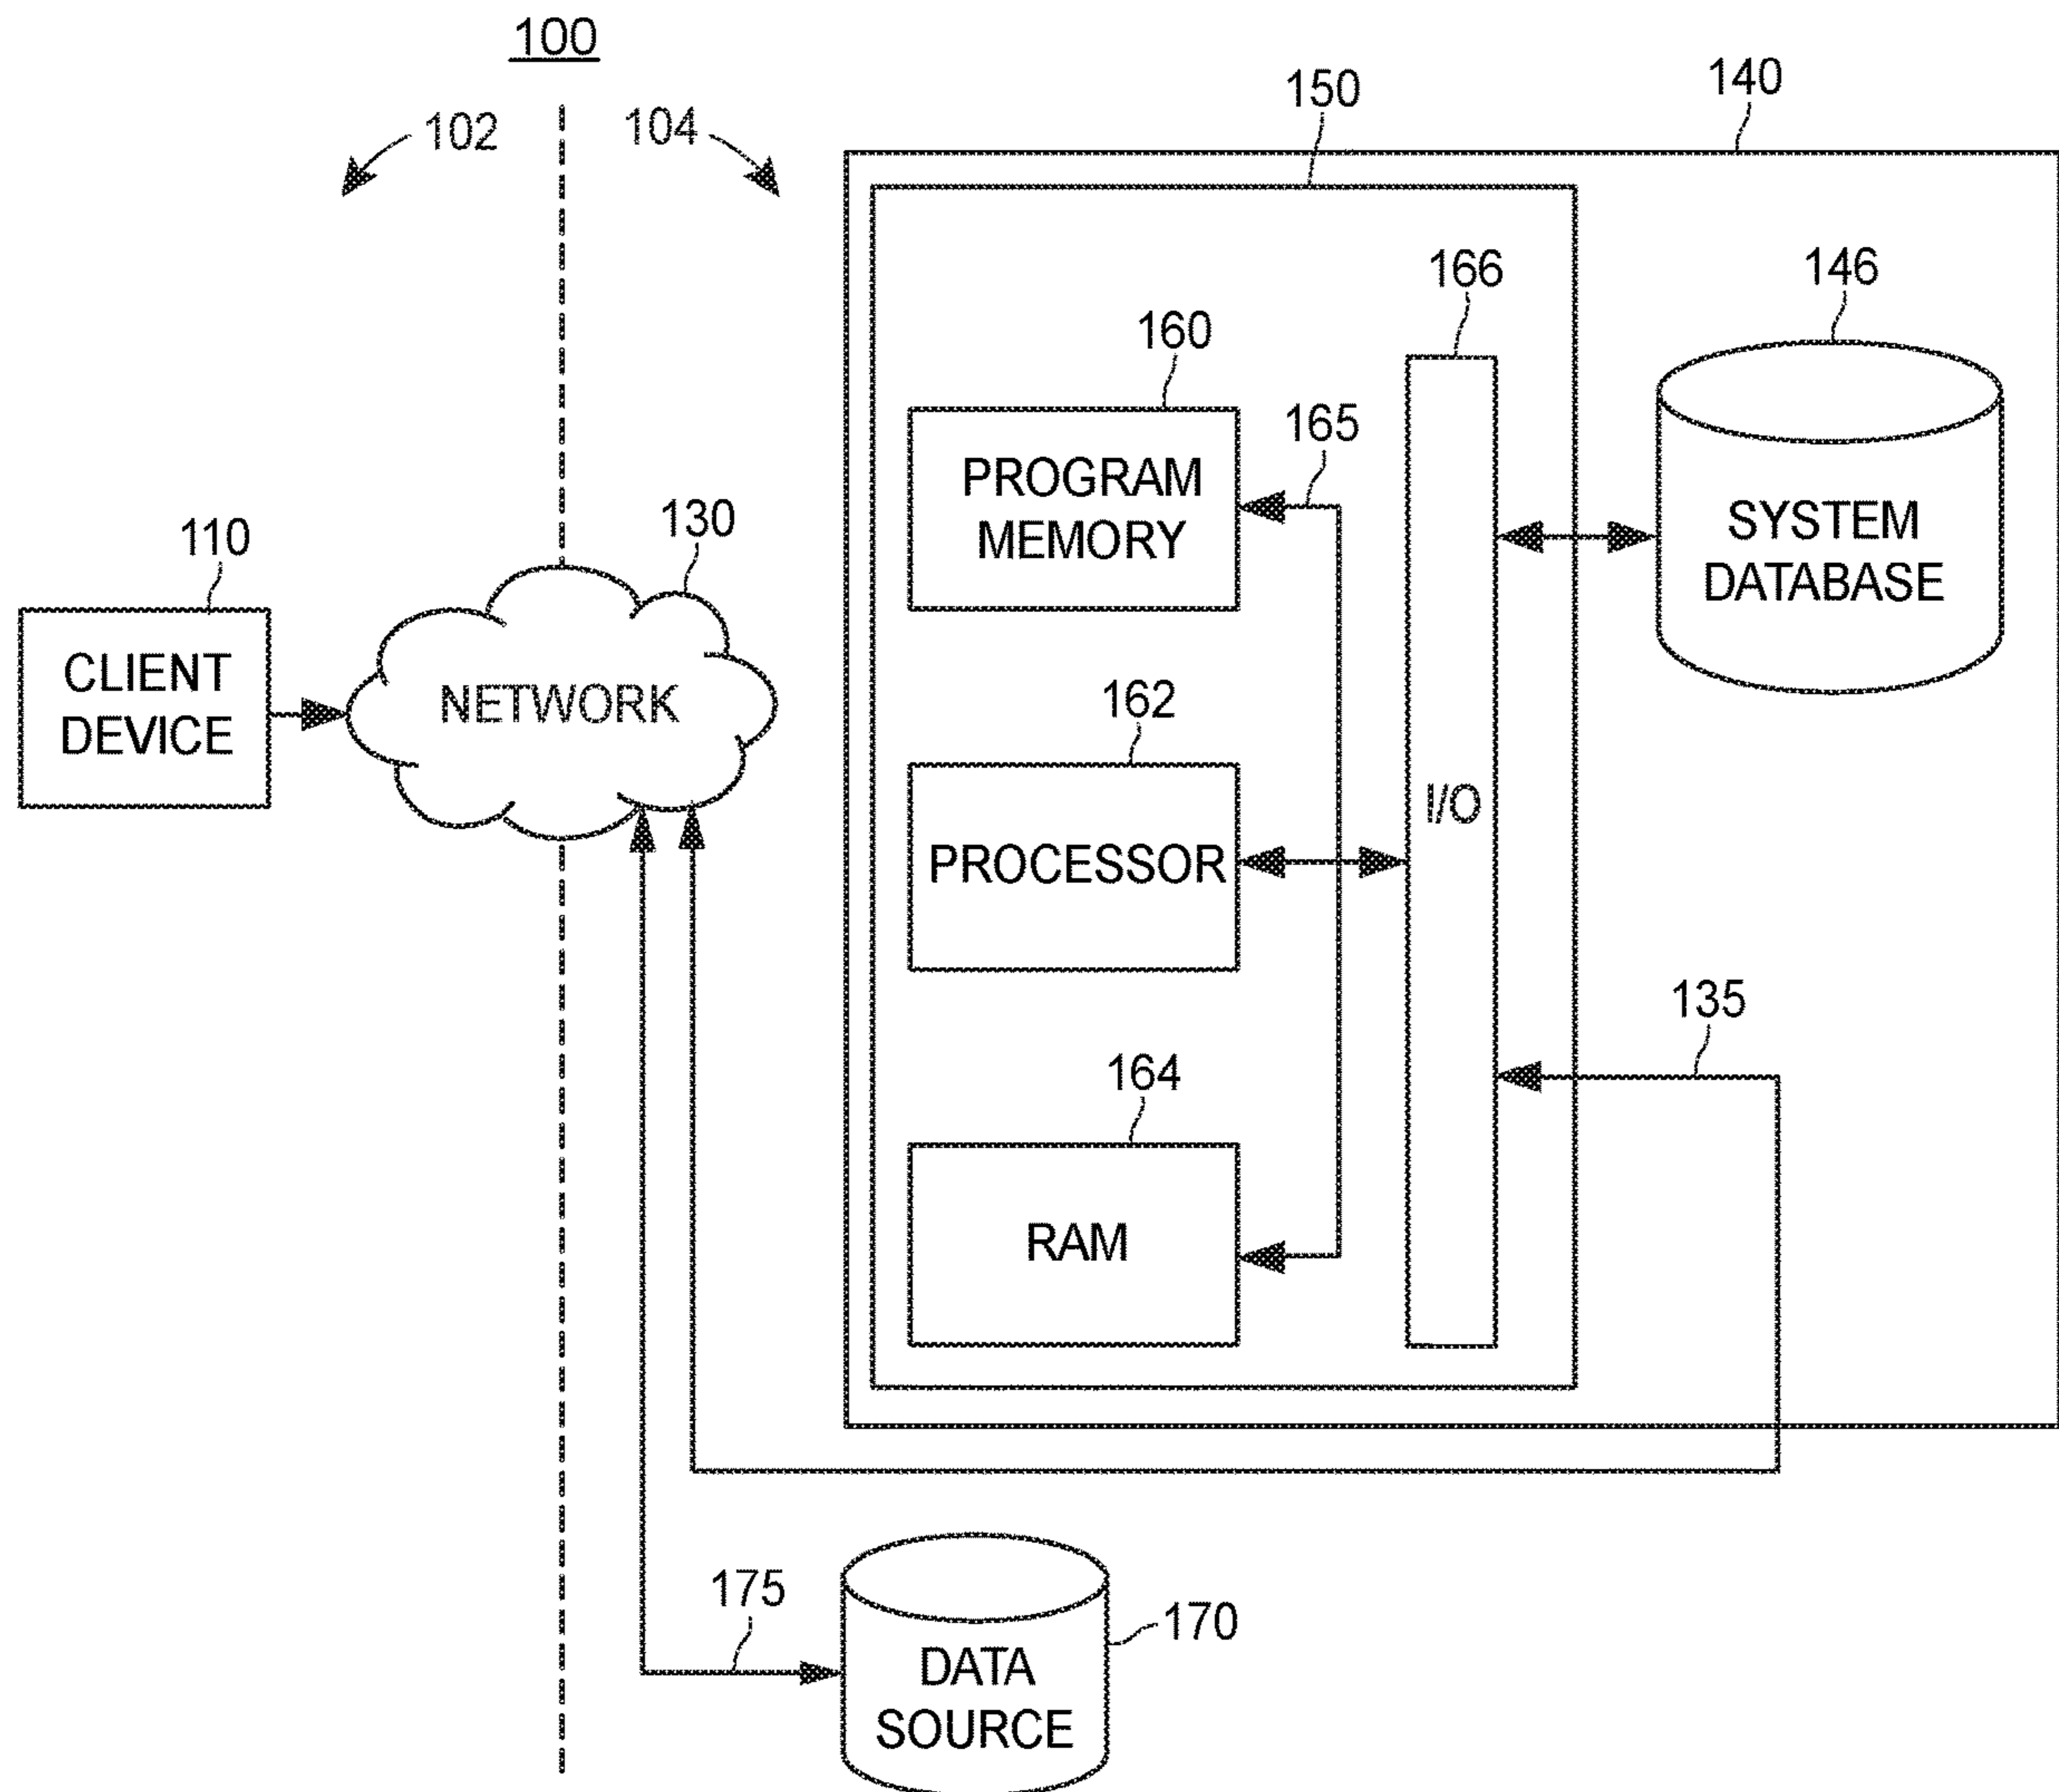 100
102
104
150
140
166
146
160
165
PROGRAM
MEMORY
SYSTEM
DATABASE
110
130
CLIENT
DEVICE
NETWORK
162
I/O
PROCESSOR
135
164
RAM
175
170
DATA
SOURCE